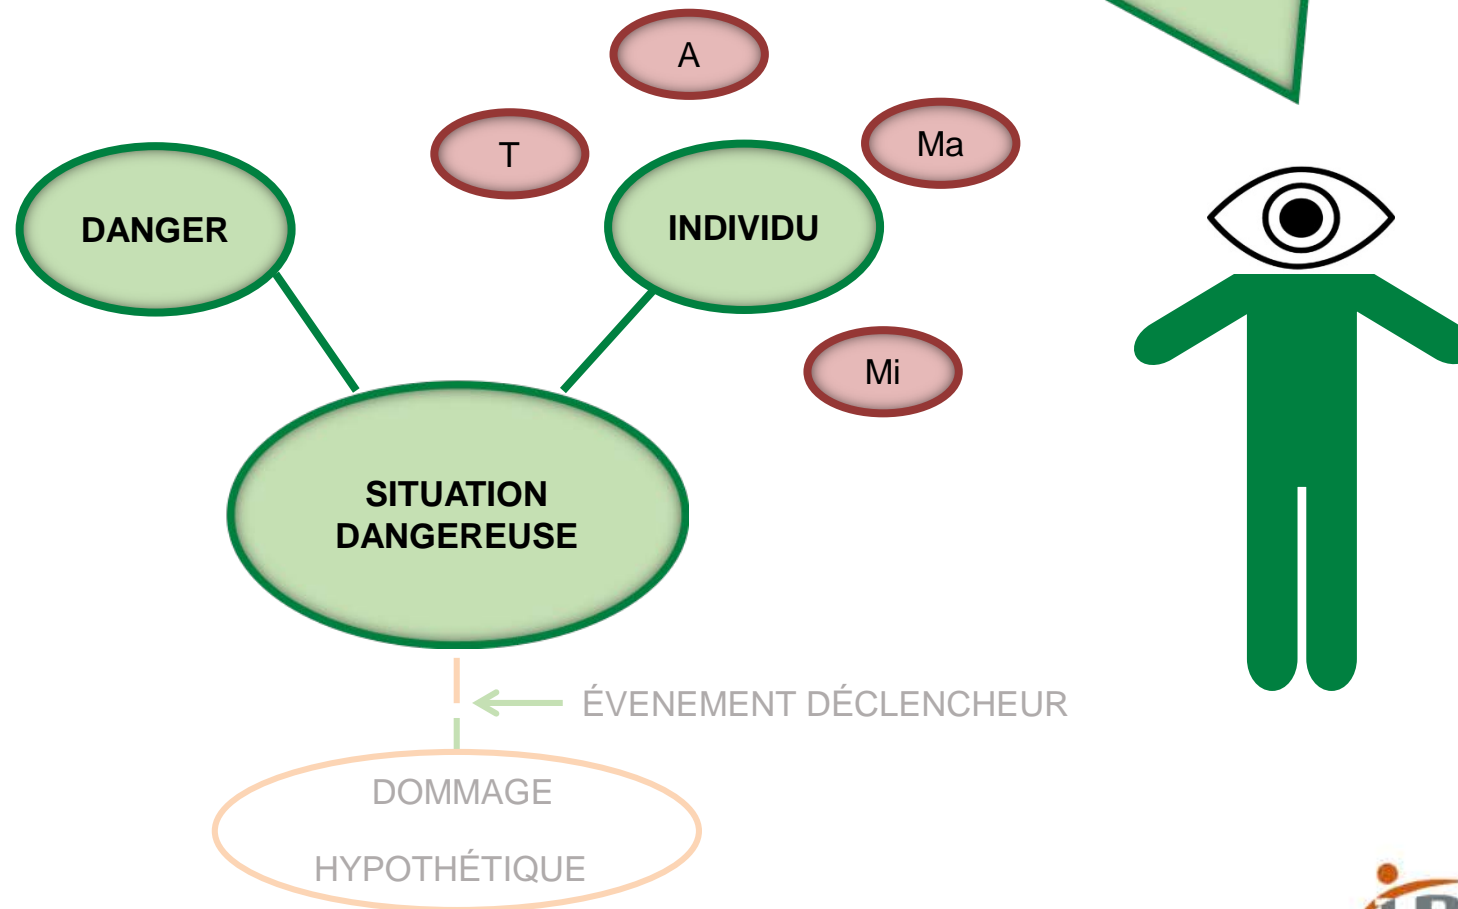 A
T
Ma
DANGER
INDIVIDU
Mi
SITUATION
DANGEREUSE
ÉVENEMENT DÉCLENCHEUR
DOMMAGE
HYPOTHÉTIQUE